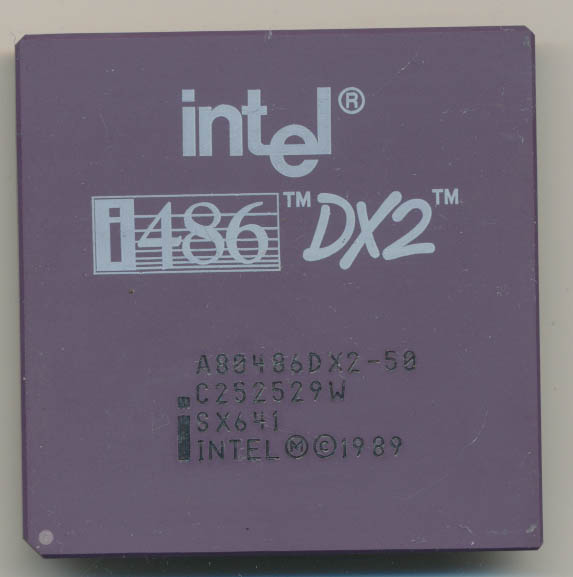 intel®
i486™ DX2™
A80486DX2-50
C252529W
SX641
INTEL Ⓜ © 1989